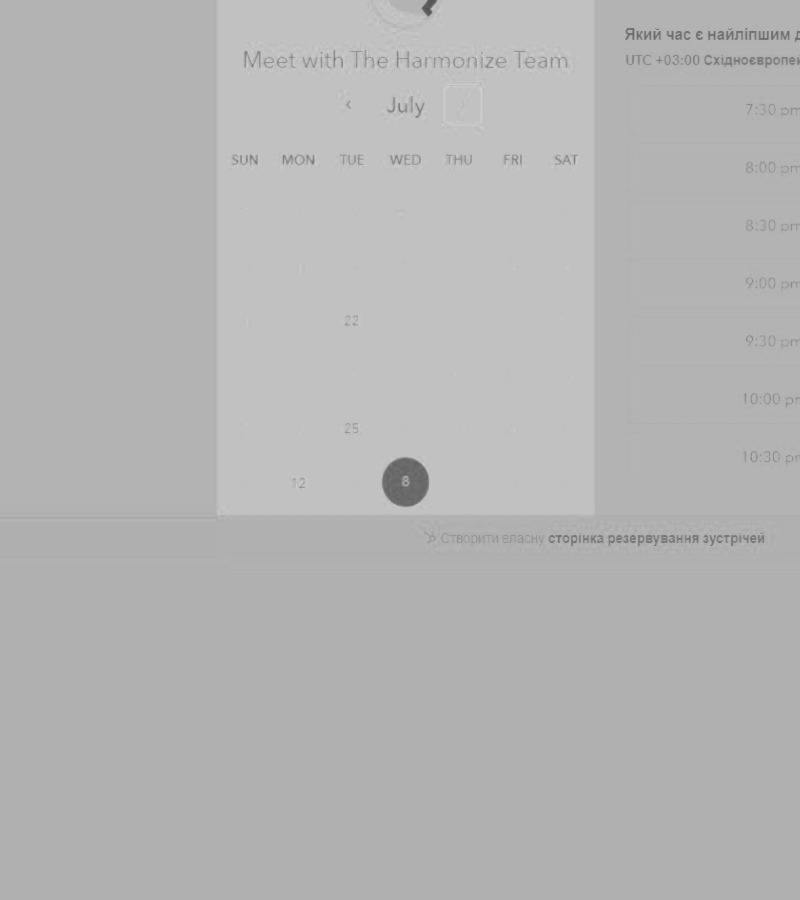 Meet with The Harmonize Team
July
SUN MON TUE WED THU FRI SAT
22
25
12 8
Який час є найліпшим д
UTC +03:00 Східноєвропей
7:30 pm
8:00 pm
8:30 pm
9:00 pm
9:30 pm
10:00 pm
10:30 pm
Створити власну сторінка резервування зустрічей